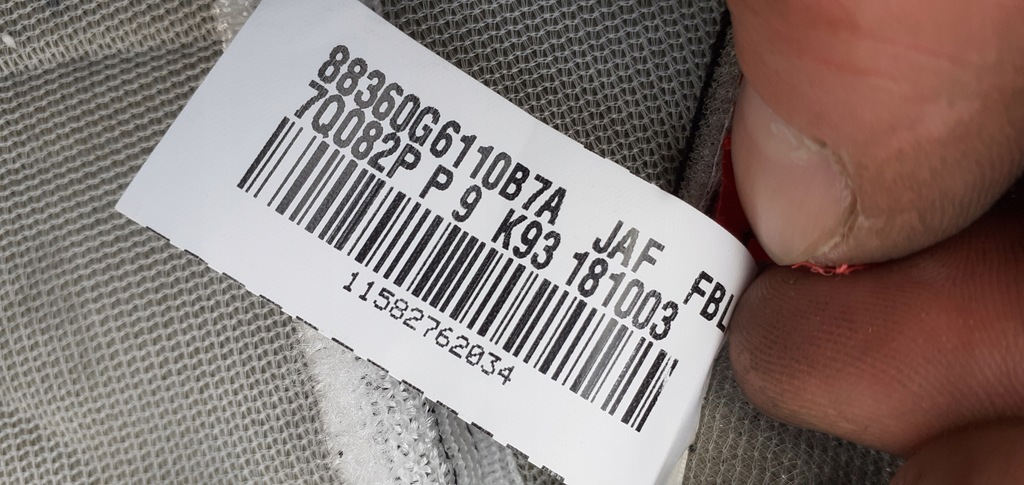 88360G6110B7A JAF FBL
7Q082P P 9 K93 181003
11582762034